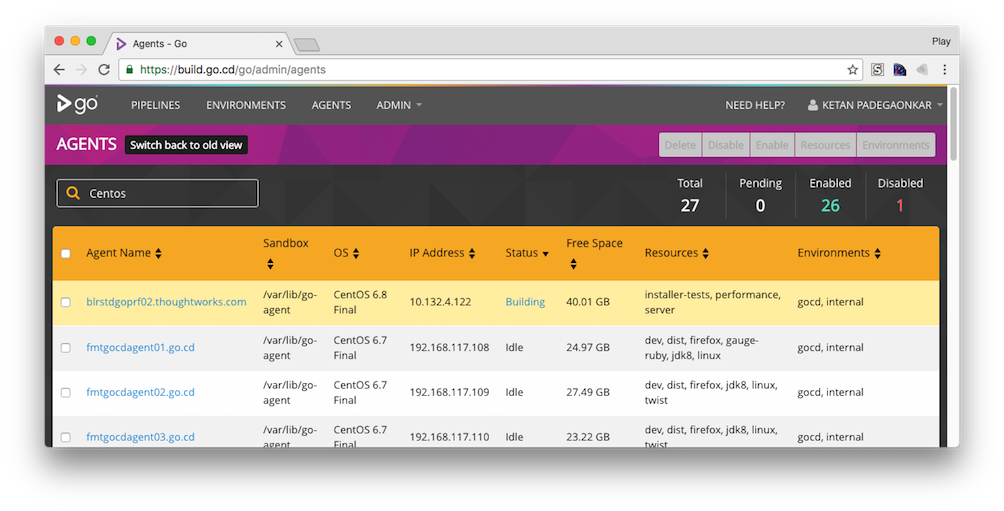 Agents - Go
Play
https://build.go.cd/go/admin/agents
go PIPELINES ENVIRONMENTS AGENTS ADMIN NEED HELP? KETAN PADEGAONKAR
AGENTS Switch back to old view Delete Disable Enable Resources Environments
Centos
Total Pending Enabled Disabled
27 0 26 1
Agent Name Sandbox OS IP Address Status Free Space Resources Environments
blrstdgoprf02.thoughtworks.com /var/lib/go-agent CentOS 6.8 Final 10.132.4.122 Building 40.01 GB installer-tests, performance, server gocd, internal
fmtgocdagent01.go.cd /var/lib/go-agent CentOS 6.7 Final 192.168.117.108 Idle 24.97 GB dev, dist, firefox, gauge-ruby, jdk8, linux gocd, internal
fmtgocdagent02.go.cd /var/lib/go-agent CentOS 6.7 Final 192.168.117.109 Idle 27.49 GB dev, dist, firefox, jdk8, linux, twist gocd, internal
fmtgocdagent03.go.cd /var/lib/go-agent CentOS 6.7 Final 192.168.117.110 Idle 23.22 GB dev, dist, firefox, jdk8, linux, twist gocd, internal